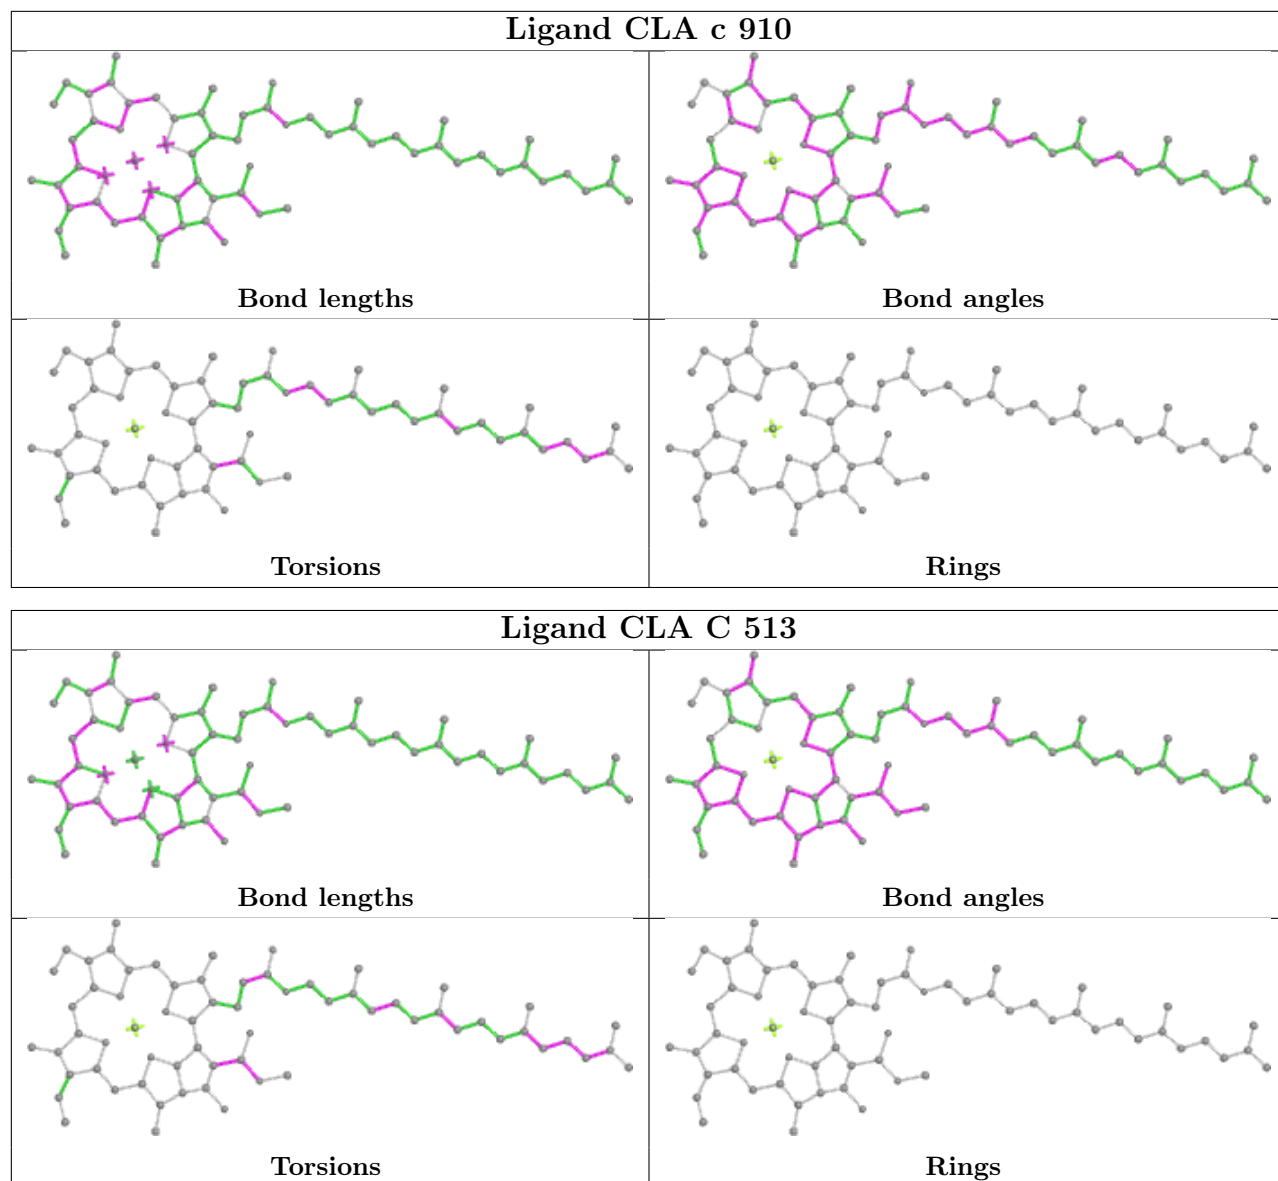 Ligand CLA c 910
Bond lengths
Bond angles
Torsions
Rings
Ligand CLA C 513
Bond lengths
Bond angles
Torsions
Rings